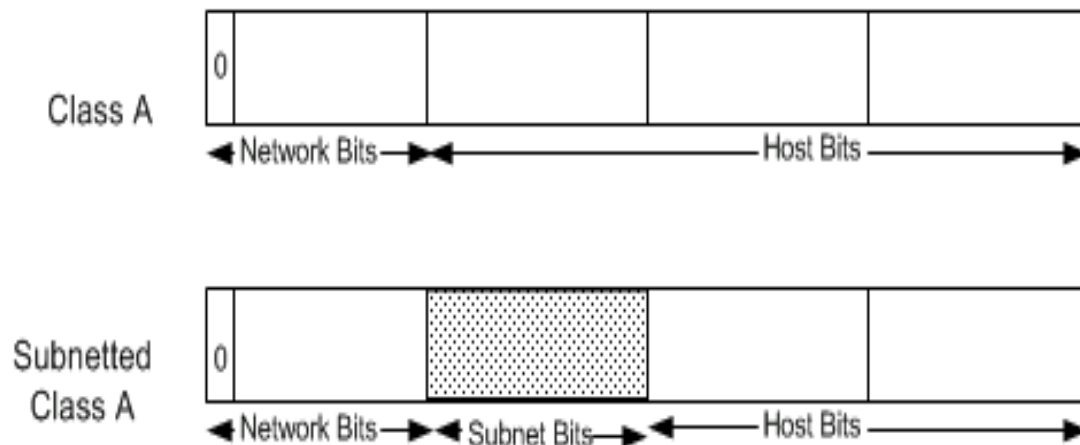 0
Class A
Network Bits
Host Bits
0
Subnetted
Class A
Network Bits
Subnet Bits
Host Bits